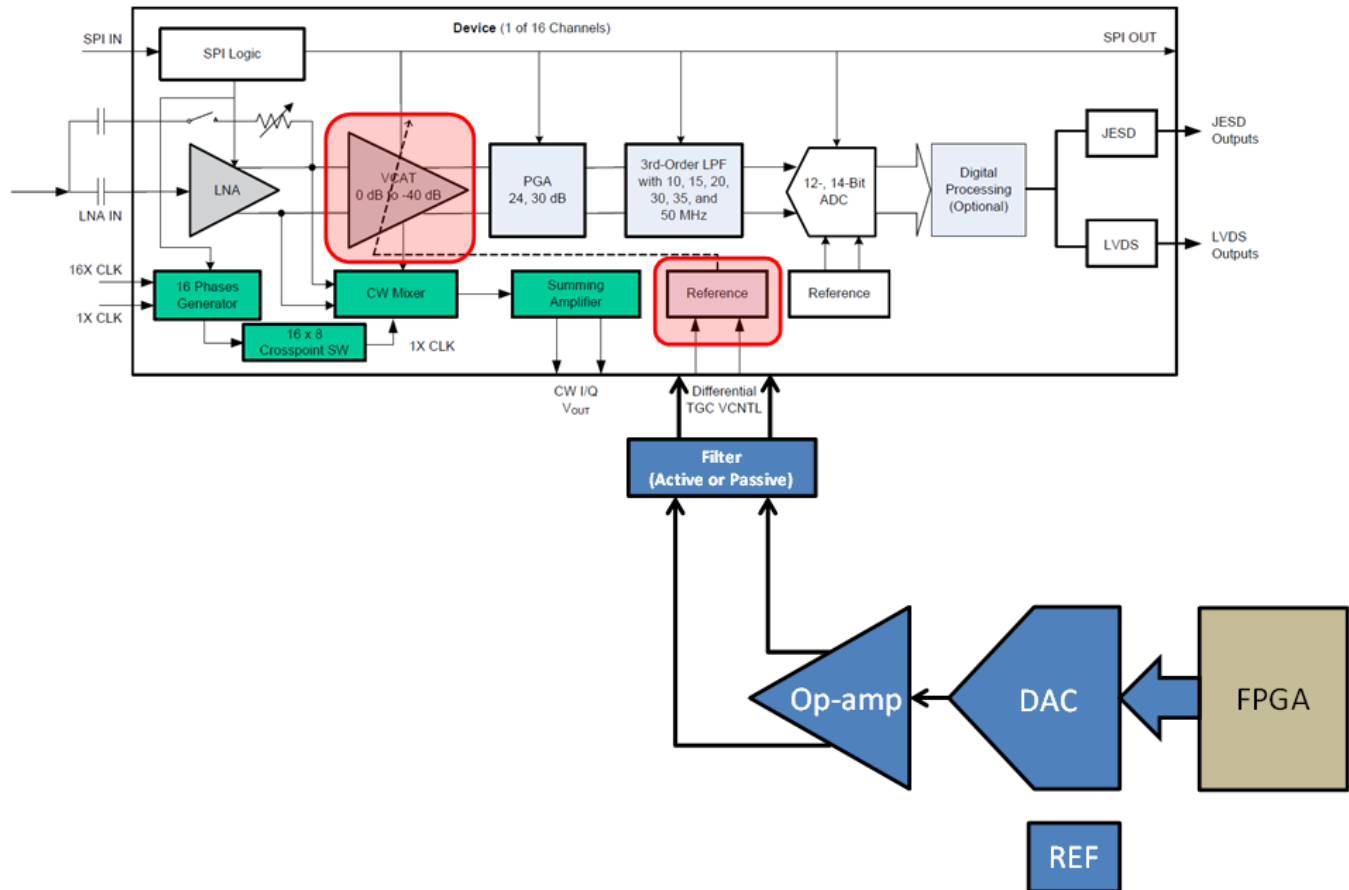 Device (1 of 16 Channels)
SPI IN
SPI OUT
SPI Logic
LNA
LNA IN
VCAT
0 dB to -40 dB
PGA
24, 30 dB
3rd-Order LPF
with 10, 15, 20,
30, 35, and
50 MHz
12-, 14-Bit
ADC
Digital
Processing
(Optional)
JESD
JESD
Outputs
LVDS
LVDS
Outputs
16X CLK
1X CLK
16 Phases
Generator
CW Mixer
Summing
Amplifier
Reference
Reference
16 x 8
Crosspoint SW
1X CLK
CW I/Q
VOUT
Differential
TGC VCNTL
Filter
(Active or Passive)
Op-amp
DAC
FPGA
REF